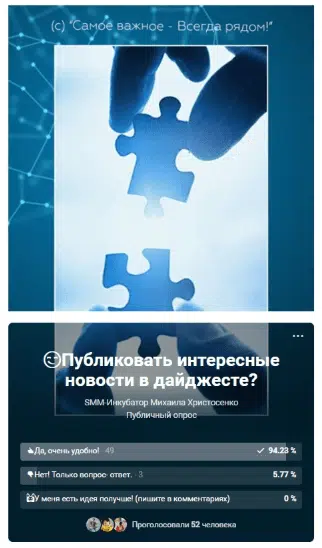 (с) "Самое важное - Всегда рядом!"
😉Публиковать интересные
новости в дайджесте?
SMM-Инкубатор Михаила Христосенко
Публичный опрос
👍Да, очень удобно! · 49 ✓ 94.23 %
👎Нет! Только вопрос- ответ. · 3 5.77 %
🙌У меня есть идея получше! (пишите в комментариях) 0 %
Проголосовали 52 человека